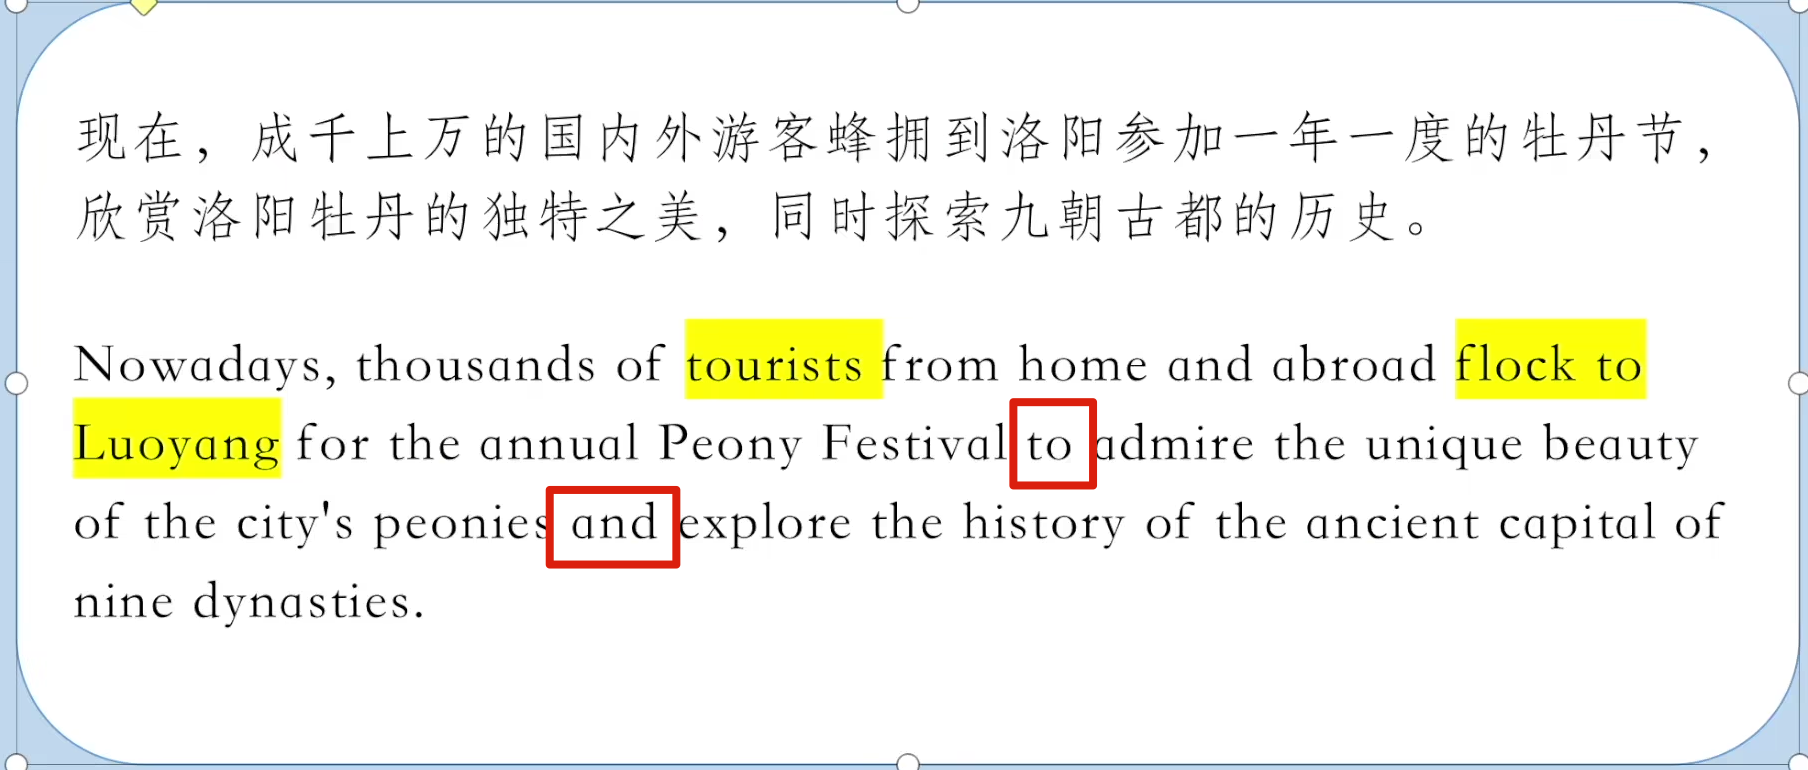 现在，成千上万的国内外游客蜂拥到洛阳参加一年一度的牡丹节，
欣赏洛阳牡丹的独特之美，同时探索九朝古都的历史。
Nowadays, thousands of tourists from home and abroad flock to
Luoyang for the annual Peony Festival to admire the unique beauty
of the city's peonies and explore the history of the ancient capital of
nine dynasties.